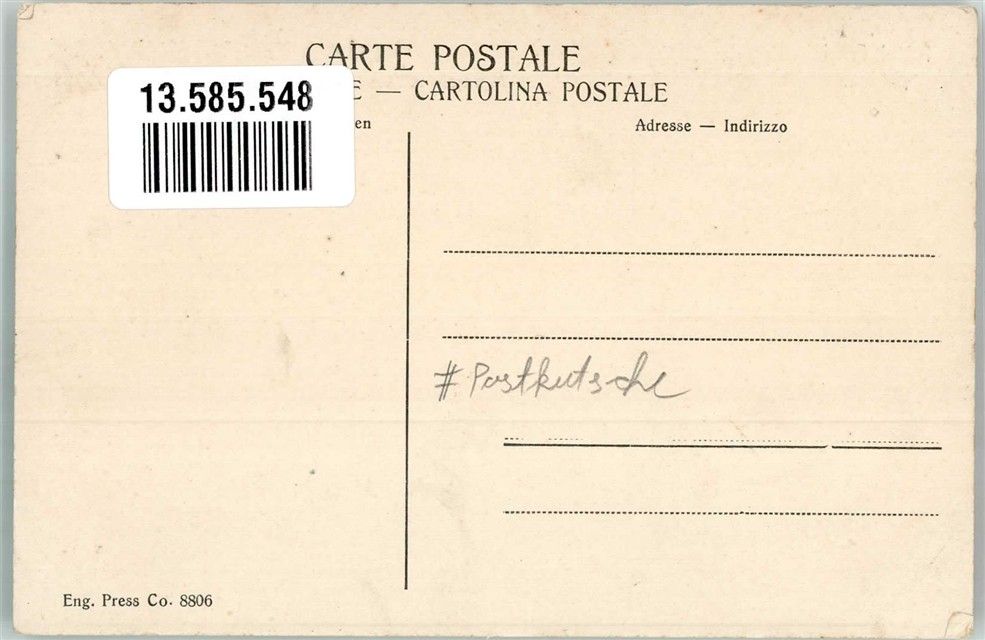 CARTE POSTALE
E — CARTOLINA POSTALE
13.585.548
en
Adresse — Indirizzo
#Postkutsche
Eng. Press Co. 8806